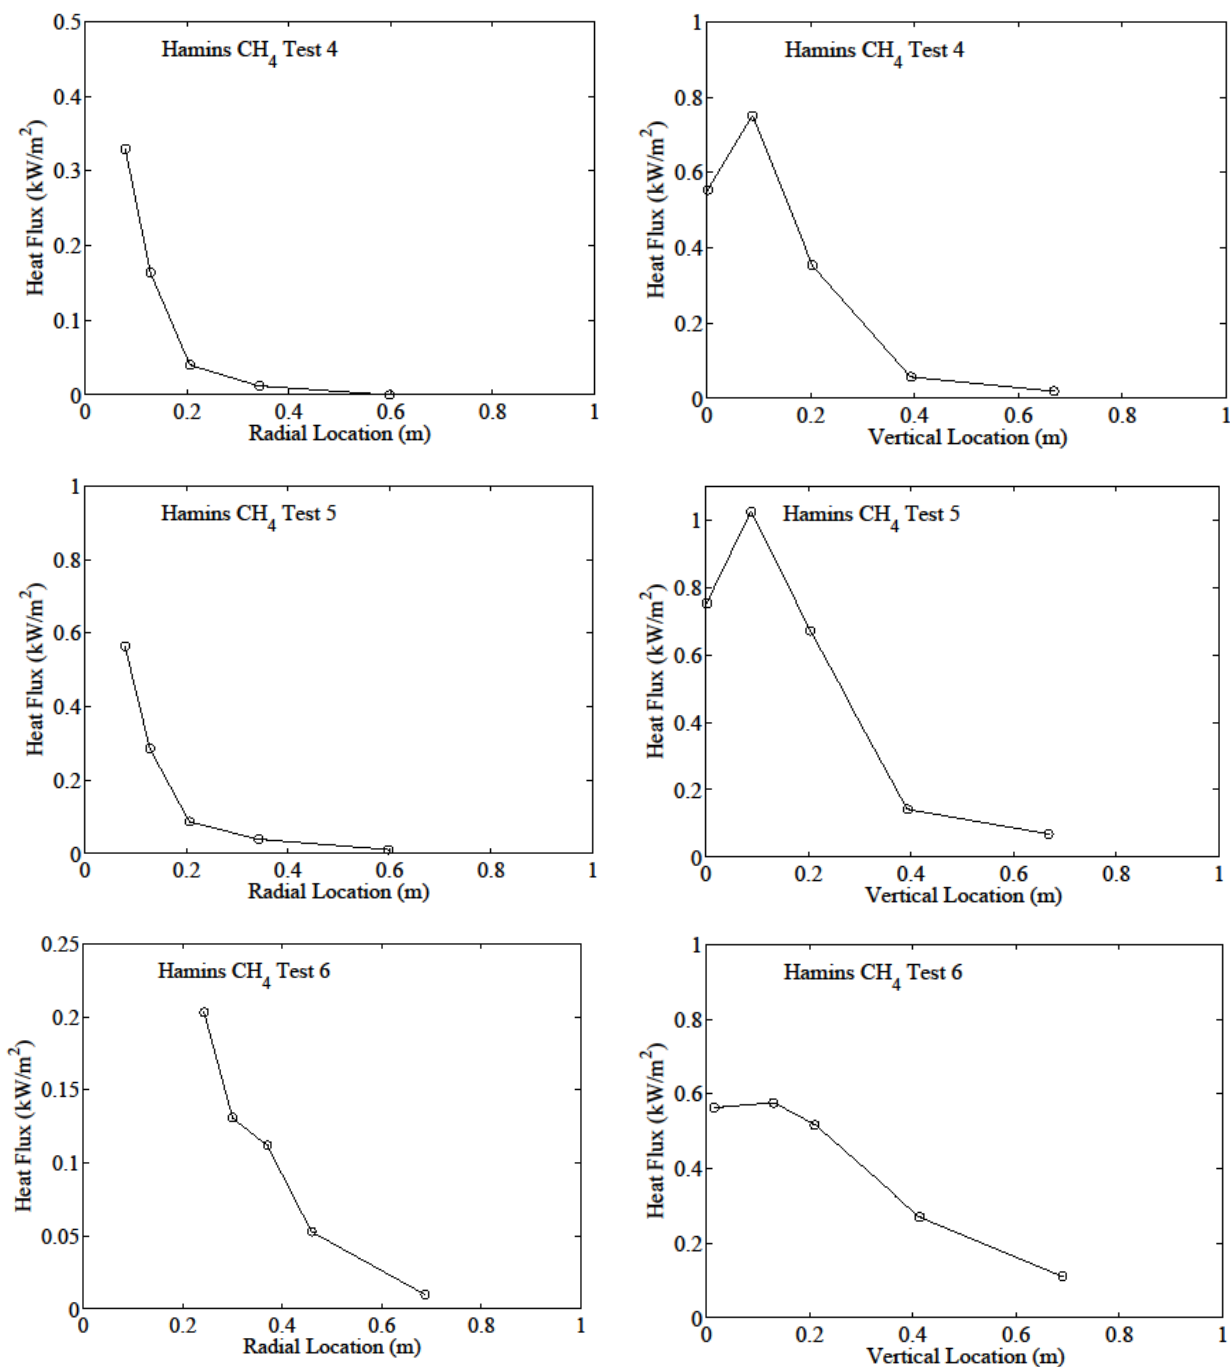 Hamins CH4 Test 4
Heat Flux (kW/m2)
0.5
0.4
0.3
0.2
0.1
0
0 0.2 0.4 0.6 0.8 1
Radial Location (m)
Hamins CH4 Test 4
Heat Flux (kW/m2)
1
0.8
0.6
0.4
0.2
0
0 0.2 0.4 0.6 0.8 1
Vertical Location (m)
Hamins CH4 Test 5
Heat Flux (kW/m2)
1
0.8
0.6
0.4
0.2
0
0 0.2 0.4 0.6 0.8 1
Radial Location (m)
Hamins CH4 Test 5
Heat Flux (kW/m2)
1
0.8
0.6
0.4
0.2
0
0 0.2 0.4 0.6 0.8 1
Vertical Location (m)
Hamins CH4 Test 6
Heat Flux (kW/m2)
0.25
0.2
0.15
0.1
0.05
0
0 0.2 0.4 0.6 0.8 1
Radial Location (m)
Hamins CH4 Test 6
Heat Flux (kW/m2)
1
0.8
0.6
0.4
0.2
0
0 0.2 0.4 0.6 0.8 1
Vertical Location (m)